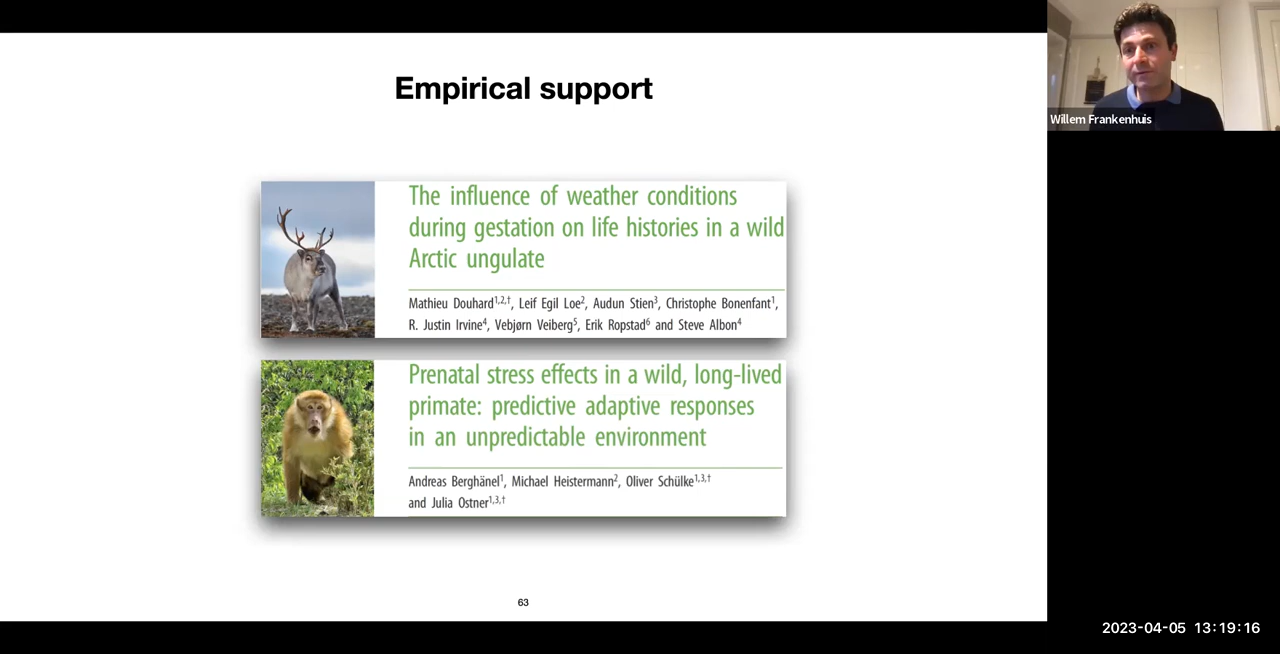 Empirical support
The influence of weather conditions
during gestation on life histories in a wild
Arctic ungulate
Mathieu Douhard1,2,†, Leif Egil Loe2, Audun Stien3, Christophe Bonenfant1,
R. Justin Irvine4, Vebjørn Veiberg5, Erik Ropstad6 and Steve Albon4
Prenatal stress effects in a wild, long-lived
primate: predictive adaptive responses
in an unpredictable environment
Andreas Berghänel1, Michael Heistermann2, Oliver Schülke1,3,†
and Julia Ostner1,3,†
63
Willem Frankenhuis
2023-04-05 13:19:16